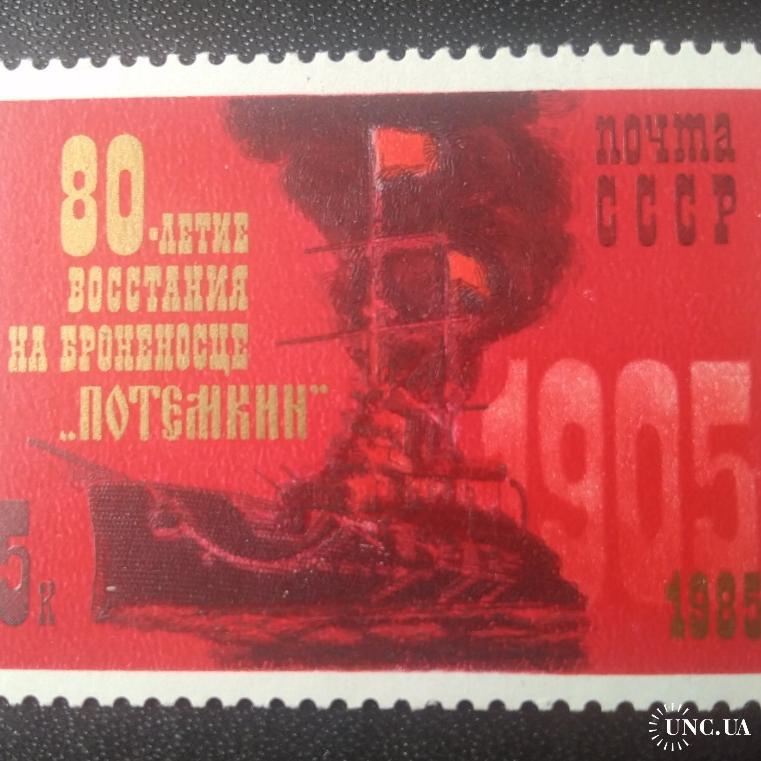 80-ЛЕТИЕ
ВОССТАНИЯ
НА БРОНЕНОСЦЕ
„ПОТЕМКИН"
почта
СССР
1905
1985
5к
UNC.UA